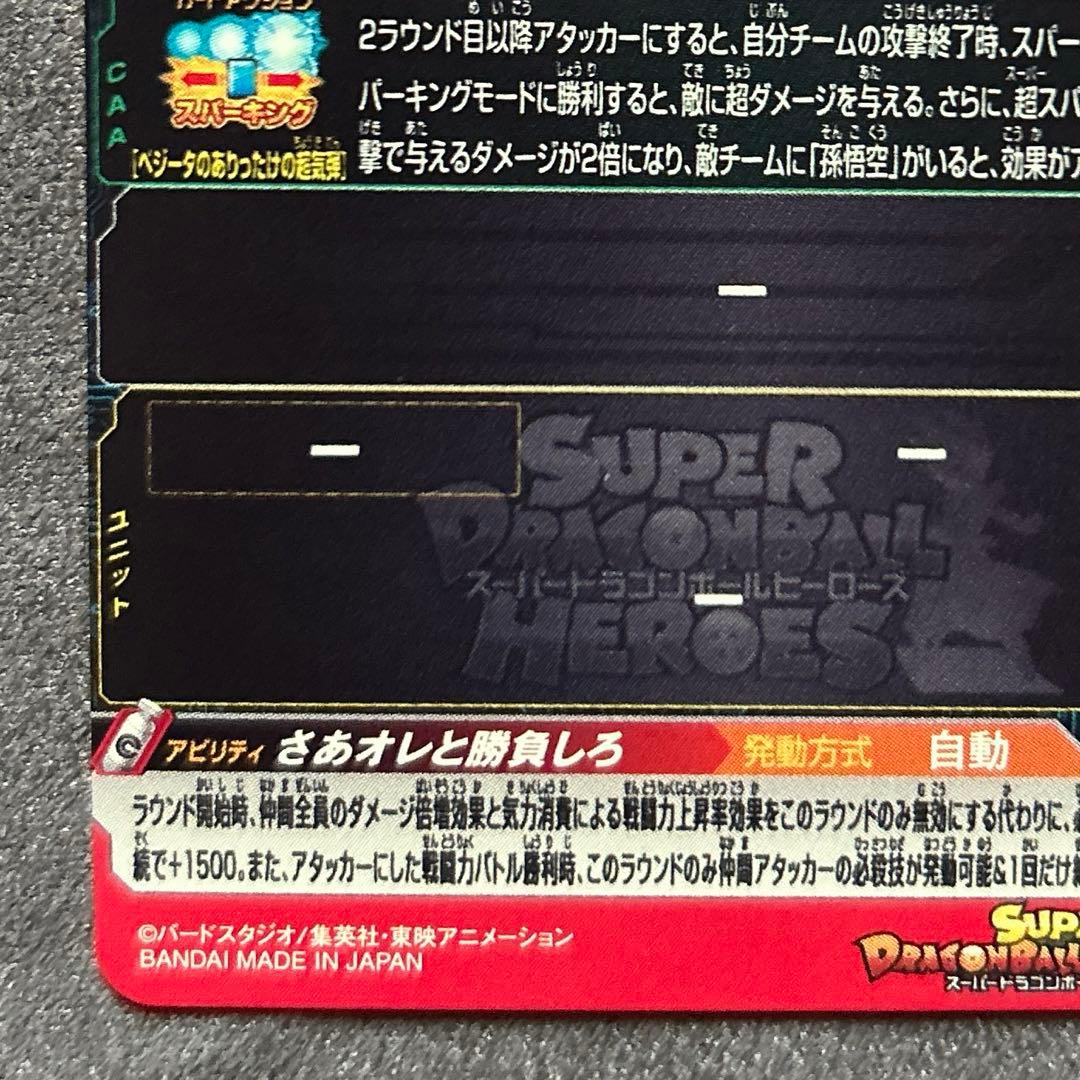 カードアクション
スパーキング
[ベジータのありったけの超気弾]
CAA
2ラウンド目以降アタッカーにすると、自分チームの攻撃終了時、スパー
パーキングモードに勝利すると、敵に超ダメージを与える。さらに、超スパ
撃で与えるダメージが2倍になり、敵チームに「孫悟空」がいると、効果がア
ー
ー
ー
ユニット
SUPER
DRAGONBALL
スーパードラゴンボールヒーローズ
HEROES
ー
アビリティ さあオレと勝負しろ 発動方式 自動
ラウンド開始時、仲間全員のダメージ倍増効果と気力消費による戦闘力上昇率効果をこのラウンドのみ無効にする代わりに、
続で+1500。また、アタッカーにした戦闘力バトル勝利時、このラウンドのみ仲間アタッカーの必殺技が発動可能&1回だけ
©バードスタジオ/集英社・東映アニメーション
BANDAI MADE IN JAPAN
SUP
DRAGONBALL
スーパードラゴンボ